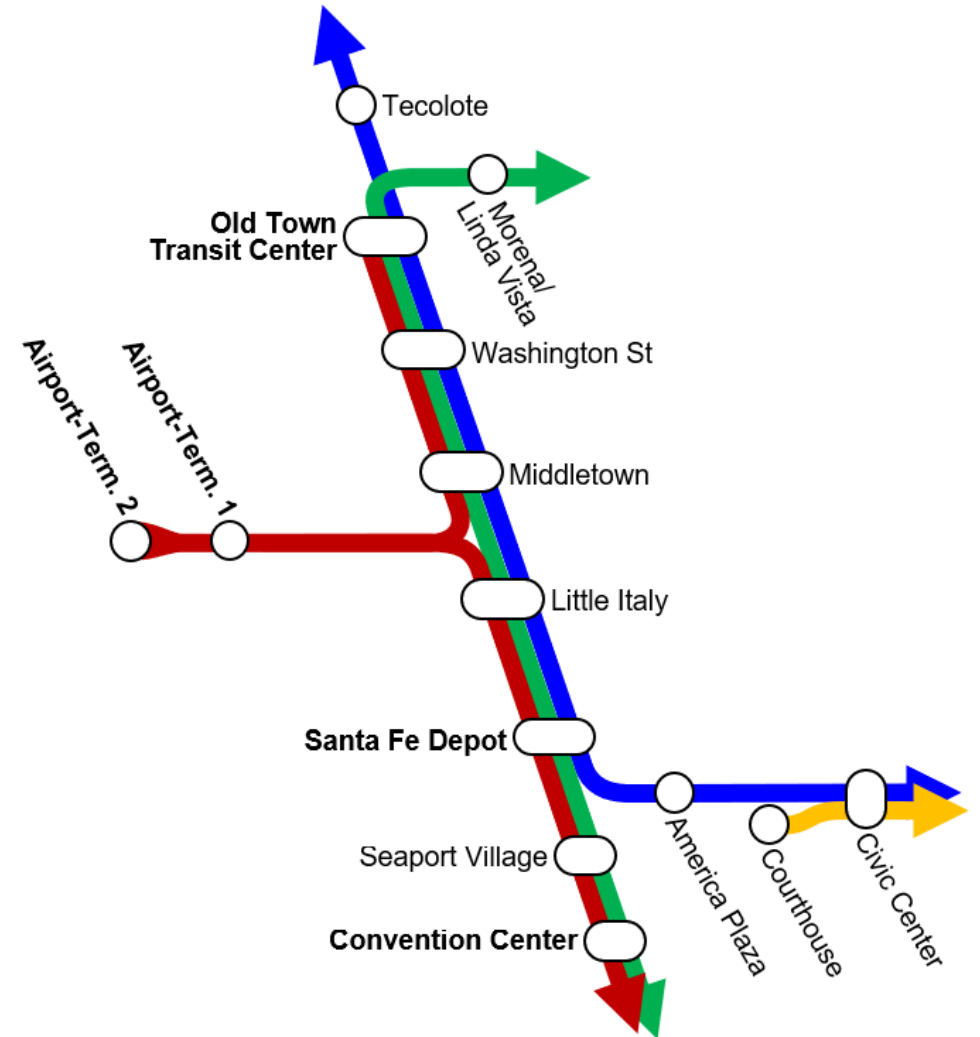 Tecolote
Old Town
Transit Center
Morena/
Linda Vista
Washington St
Airport-Term. 2
Airport-Term. 1
Middletown
Little Italy
Santa Fe Depot
America Plaza
Courthouse
Civic Center
Seaport Village
Convention Center